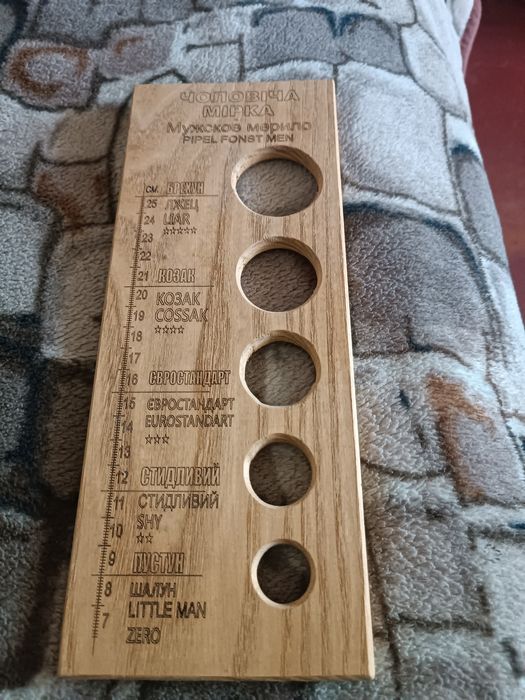 ЧОЛОВІЧА
МІРКА
Мужское мерило
PIPEL FONST MEN
СМ. БРЕХУН
25 ЛЖЕЦ
24 LIAR
☆☆☆☆☆
23
22
21 КОЗАК
20 КОЗАК
19 COSSAK
18 ☆☆☆☆
17
16 ЄВРОСТАНДАРТ
15 ЄВРОСТАНДАРТ
14 EUROSTANDART
☆☆☆
13
12 СТИДЛИВИЙ
11 СТИДЛИВИЙ
SHY
10 ☆☆
9 ПУСТУН
8 ШАЛУН
7 LITTLE MAN
ZERO